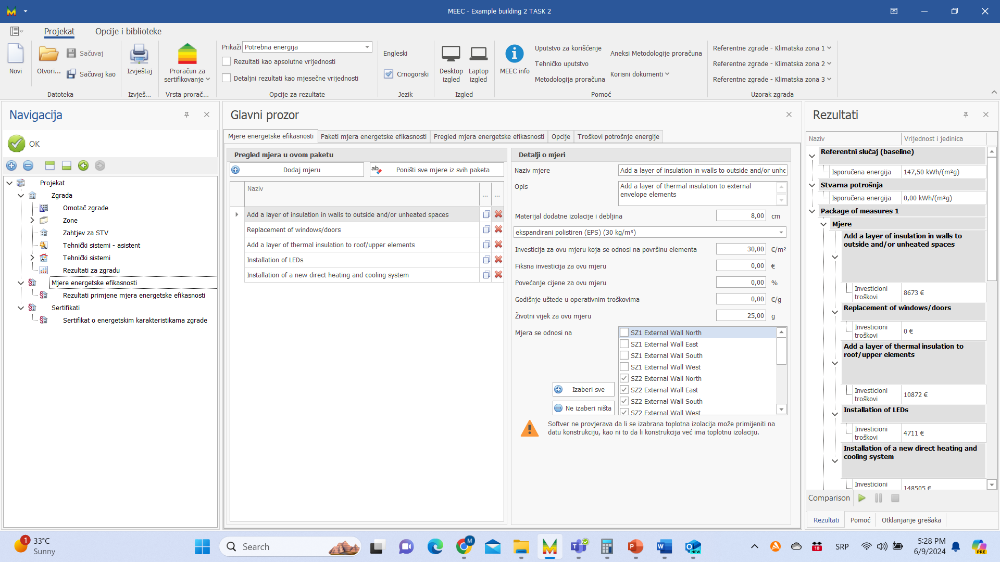 MEEC - Example building 2 TASK 2
Projekat
Opcije i biblioteke
Novi
Otvori...
Sačuvaj
Sačuvaj kao
Datoteka
Izvještaj
Izvješ...
Proračun za
sertifikovanje
Vrsta prorač...
Prikaži
Potrebna energija
Rezultati kao apsolutne vrijednosti
Detaljni rezultati kao mjesečne vrijednosti
Opcije za rezultate
Engleski
Crnogorski
Jezik
Desktop
izgled
Laptop
izgled
Izgled
MEEC info
Uputstvo za korišćenje
Tehničko uputstvo
Metodologija proračuna
Aneksi Metodologije proračuna
Korisni dokumenti
Pomoć
Referentne zgrade - Klimatska zona 1
Referentne zgrade - Klimatska zona 2
Referentne zgrade - Klimatska zona 3
Uzorak zgrada
Navigacija
OK
Projekat
Zgrada
Omotač zgrade
Zone
Zahtjev za STV
Tehnički sistemi - asistent
Tehnički sistemi
Rezultati za zgradu
Mjere energetske efikasnosti
Rezultati primjene mjera energetske efikasnosti
Sertifikati
Sertifikat o energetskim karakteristikama zgrade
Glavni prozor
Mjere energetske efikasnosti
Paketi mjera energetske efikasnosti
Pregled mjera energetske efikasnosti
Opcije
Troškovi potrošnje energije
Pregled mjera u ovom paketu
Dodaj mjeru
ab
Poništi sve mjere iz svih paketa
Naziv
... ...
Add a layer of insulation in walls to outside and/or unheated spaces
Replacement of windows/doors
Add a layer of thermal insulation to roof/upper elements
Installation of LEDs
Installation of a new direct heating and cooling system
Detalji o mjeri
Naziv mjere
Add a layer of insulation in walls to outside and/or unhe
Opis
Add a layer of thermal insulation to external
envelope elements
Materijal dodatne izolacije i debljina 8,00 cm
ekspandirani polistiren (EPS) (30 kg/m³)
Investicija za ovu mjeru koja se odnosi na površinu elementa 30,00 €/m²
Fiksna investicija za ovu mjeru 0,00 €
Povećanje cijene za ovu mjeru 0,00 %
Godišnje uštede u operativnim troškovima 0,00 €/g
Životni vijek za ovu mjeru 25,00 g
Mjera se odnosi na
SZ1 External Wall North
SZ1 External Wall East
SZ1 External Wall South
SZ1 External Wall West
SZ2 External Wall North
SZ2 External Wall East
SZ2 External Wall South
SZ2 External Wall West
Izaberi sve
Ne izaberi ništa
Softver ne provjerava da li se izabrana toplotna izolacija može primijeniti na
datu konstrukciju, kao ni to da li konstrukcija već ima toplotnu izolaciju.
Rezultati
Naziv Vrijednost i jedinica
Referentni slučaj (baseline)
Isporučena energija 147,50 kWh/(m²g)
Stvarna potrošnja
Isporučena energija 0,00 kWh/(m²g)
Package of measures 1
Mjere
Add a layer of insulation in walls to
outside and/or unheated spaces
Investicioni
troškovi
8673 €
Replacement of windows/doors
Investicioni
troškovi
0 €
Add a layer of thermal insulation to
roof/upper elements
Investicioni
troškovi
10872 €
Installation of LEDs
Investicioni
troškovi
4711 €
Installation of a new direct heating and
cooling system
Investicioni
148505 €
Comparison
Rezultati
Pomoć
Otklanjanje grešaka
1
33°C
Sunny
Search
M
NEW
10
SRP
5:28 PM
6/9/2024
PRE